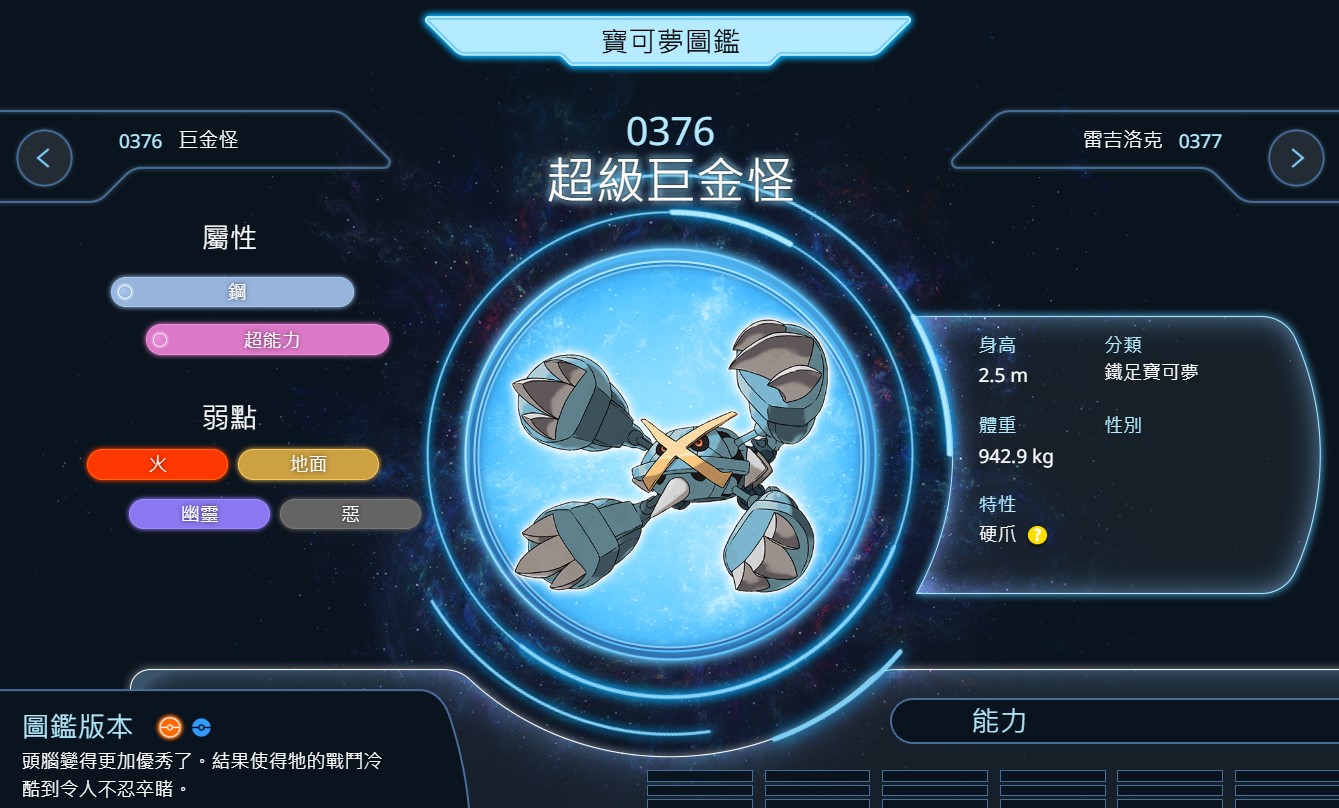 寶可夢圖鑑
0376 巨金怪
雷吉洛克 0377
0376
超級巨金怪
屬性
鋼
超能力
弱點
火
地面
幽靈
惡
身高
2.5 m
分類
鐵足寶可夢
體重
942.9 kg
性別
特性
硬爪 ?
圖鑑版本
頭腦變得更加優秀了。結果使得牠的戰鬥冷
酷到令人不忍卒睹。
能力